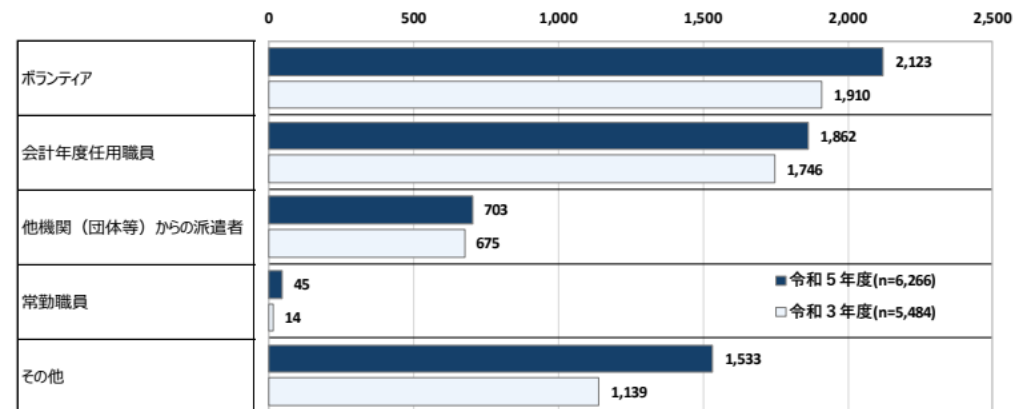 0 500 1,000 1,500 2,000 2,500
ボランティア
2,123
1,910
会計年度任用職員
1,862
1,746
他機関（団体等）からの派遣者
703
675
常勤職員
45
14
■令和５年度(n=6,266)
□令和３年度(n=5,484)
その他
1,533
1,139